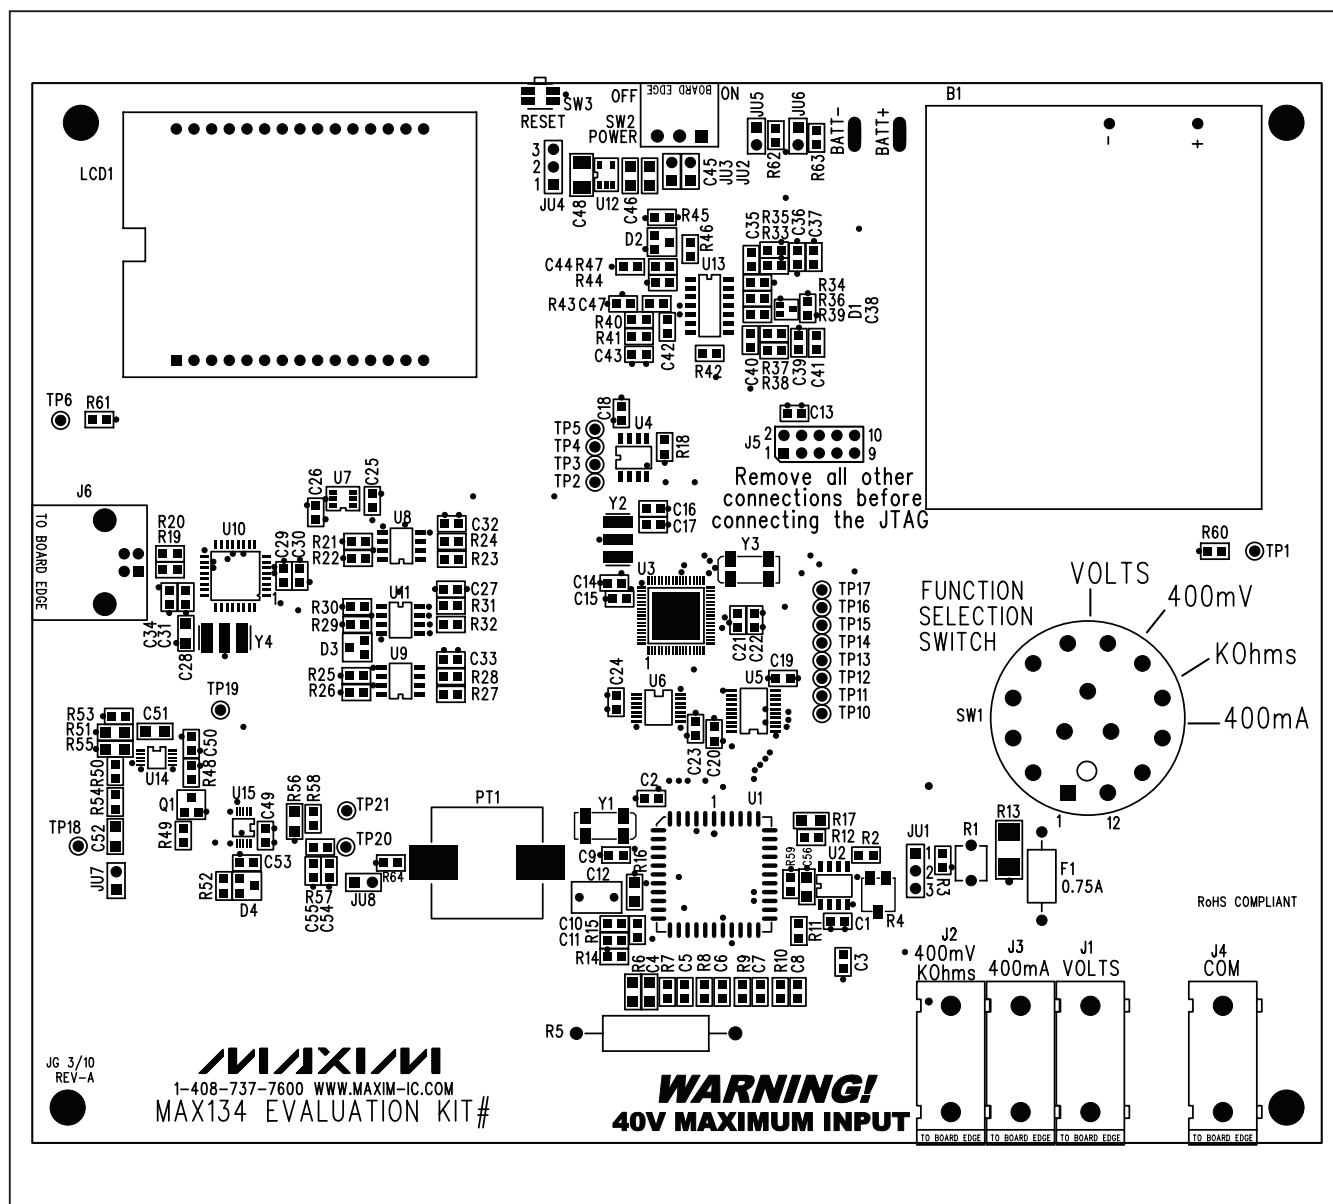 OFF
BOARD EDGE
ON
SW3
RESET
SW2
POWER
JU5
JU6
BATT-
BATT+
B1
-
+
R62
R63
LCD1
3
2
1
JU4
C48
U12
C46
C45
JU3
JU2
R45
D2
R46
C35
R35
R33
C36
C37
C44
R47
R44
U13
R34
R36
R39
D1
C38
R43
C47
R40
R41
C43
C42
R42
C40
R37
R38
C39
C41
TP6
R61
C18
U4
TP5
TP4
TP3
TP2
R18
C13
J5
2
1
10
9
Remove all other
connections before
connecting the JTAG
J6
TO BOARD EDGE
C26
U7
C25
R20
R19
U10
C29
C30
1
R21
R22
U8
C32
R24
R23
Y2
C16
C17
Y3
U3
C14
C15
1
R60
TP1
R30
R29
D3
U11
C27
R31
R32
C34
C31
C28
Y4
R25
R26
U9
C33
R28
R27
C21
C22
TP17
TP16
TP15
TP14
TP13
TP12
TP11
TP10
C24
U6
U5
C19
C23
C20
FUNCTION
SELECTION
SWITCH
VOLTS
400mV
KOhms
400mA
SW1
1
12
TP19
R53
R51
R55
C51
C50
R48
U14
R50
R54
C52
Q1
R49
U15
C49
R56
R58
TP21
TP20
TP18
JU7
R52
C53
D4
C55
R57
C54
JU8
R64
PT1
C2
1
U1
Y1
C9
R16
C12
R17
R12
R59
C56
U2
R2
JU1
1
2
3
R3
R1
R13
F1
0.75A
R4
C1
R11
C3
C10
C11
R15
R14
R6
C4
R7
C5
R8
C6
R9
C7
R10
C8
R5
RoHS COMPLIANT
J2
400mV
KOhms
J3
400mA
J1
VOLTS
J4
COM
JG 3/10
REV-A
MAXIM
1-408-737-7600 WWW.MAXIM-IC.COM
MAX134 EVALUATION KIT#
WARNING!
40V MAXIMUM INPUT
TO BOARD EDGE
TO BOARD EDGE
TO BOARD EDGE
TO BOARD EDGE